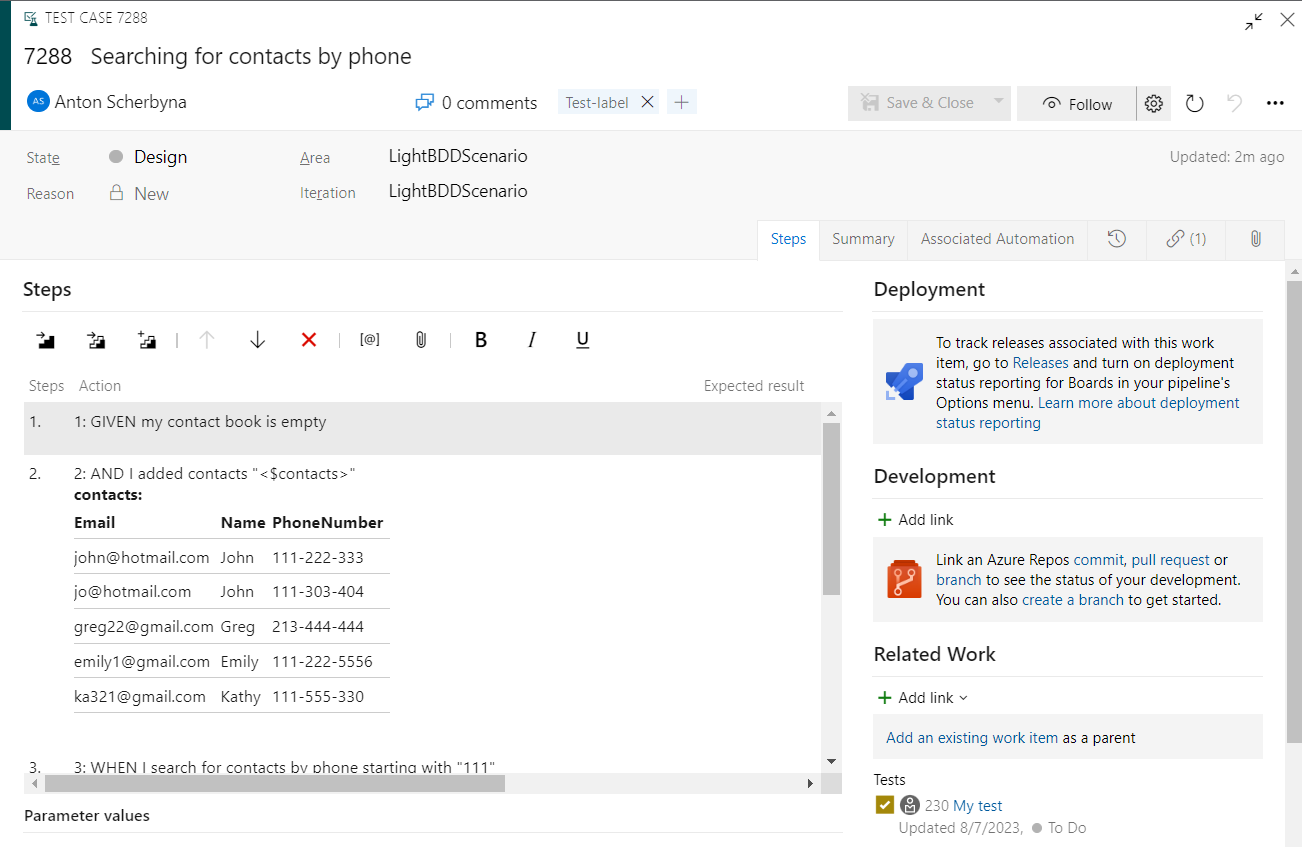 TEST CASE 7288
7288 Searching for contacts by phone
AS Anton Scherbyna
0 comments
Test-label
Save & Close
Follow
State
Design
Area
LightBDDScenario
Updated: 2m ago
Reason
New
Iteration
LightBDDScenario
Steps
Summary
Associated Automation
(1)
Steps
[@]
B
I
U
Steps Action Expected result
1. 1: GIVEN my contact book is empty
2. 2: AND I added contacts "<$contacts>"
contacts:
Email Name PhoneNumber
john@hotmail.com John 111-222-333
jo@hotmail.com John 111-303-404
greg22@gmail.com Greg 213-444-444
emily1@gmail.com Emily 111-222-5556
ka321@gmail.com Kathy 111-555-330
3. 3: WHEN I search for contacts by phone starting with "111"
Parameter values
Deployment
To track releases associated with this work
item, go to Releases and turn on deployment
status reporting for Boards in your pipeline's
Options menu. Learn more about deployment
status reporting
Development
Add link
Link an Azure Repos commit, pull request or
branch to see the status of your development.
You can also create a branch to get started.
Related Work
Add link
Add an existing work item as a parent
Tests
230 My test
Updated 8/7/2023, To Do